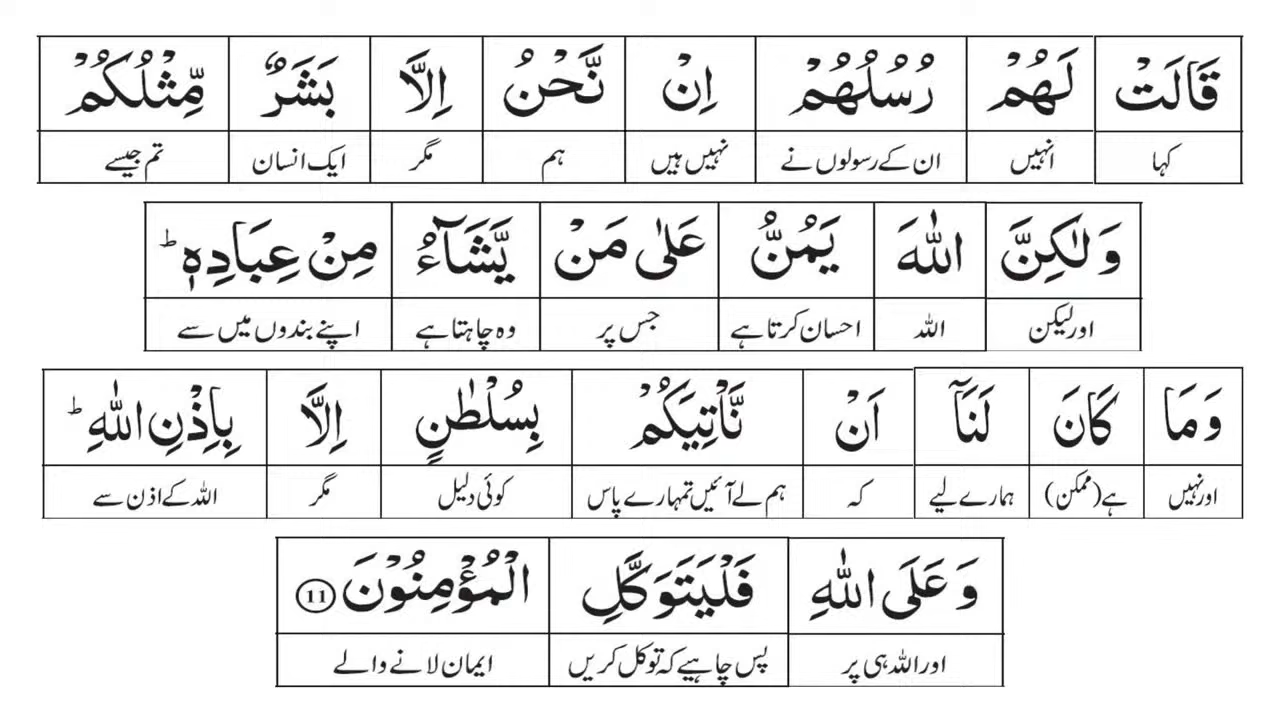 قَالَتْ لَهُمْ رُسُلُهُمْ اِنْ نَّحْنُ اِلَّا بَشَرٌ مِّثْلُكُمْ
کہا انہیں ان کے رسولوں نے نہیں ہیں ہم مگر ایک انسان تم جیسے
وَلٰكِنَّ اللّٰهَ يَمُنُّ عَلٰى مَنْ يَّشَآءُ مِنْ عِبَادِهٖ ؕ
اور لیکن اللہ احسان کرتا ہے جس پر وہ چاہتا ہے اپنے بندوں میں سے
وَمَا كَانَ لَنَاۤ اَنْ نَّاْتِيَكُمْ بِسُلْطٰنٍ اِلَّا بِاِذْنِ اللّٰهِ ؕ
اور نہیں ہے (ممکن) ہمارے لیے کہ ہم لے آئیں تمہارے پاس کوئی دلیل مگر اللہ کے اذن سے
وَ عَلَى اللّٰهِ فَلْيَتَوَكَّلِ الْمُؤْمِنُوْنَ 11
اور اللہ ہی پر پس چاہیے کہ توکل کریں ایمان لانے والے